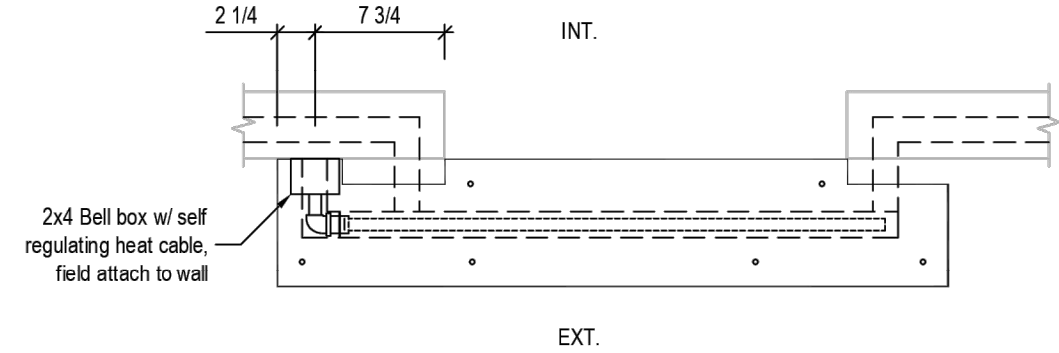 2 1/4
7 3/4
INT.
2x4 Bell box w/ self
regulating heat cable,
field attach to wall
EXT.